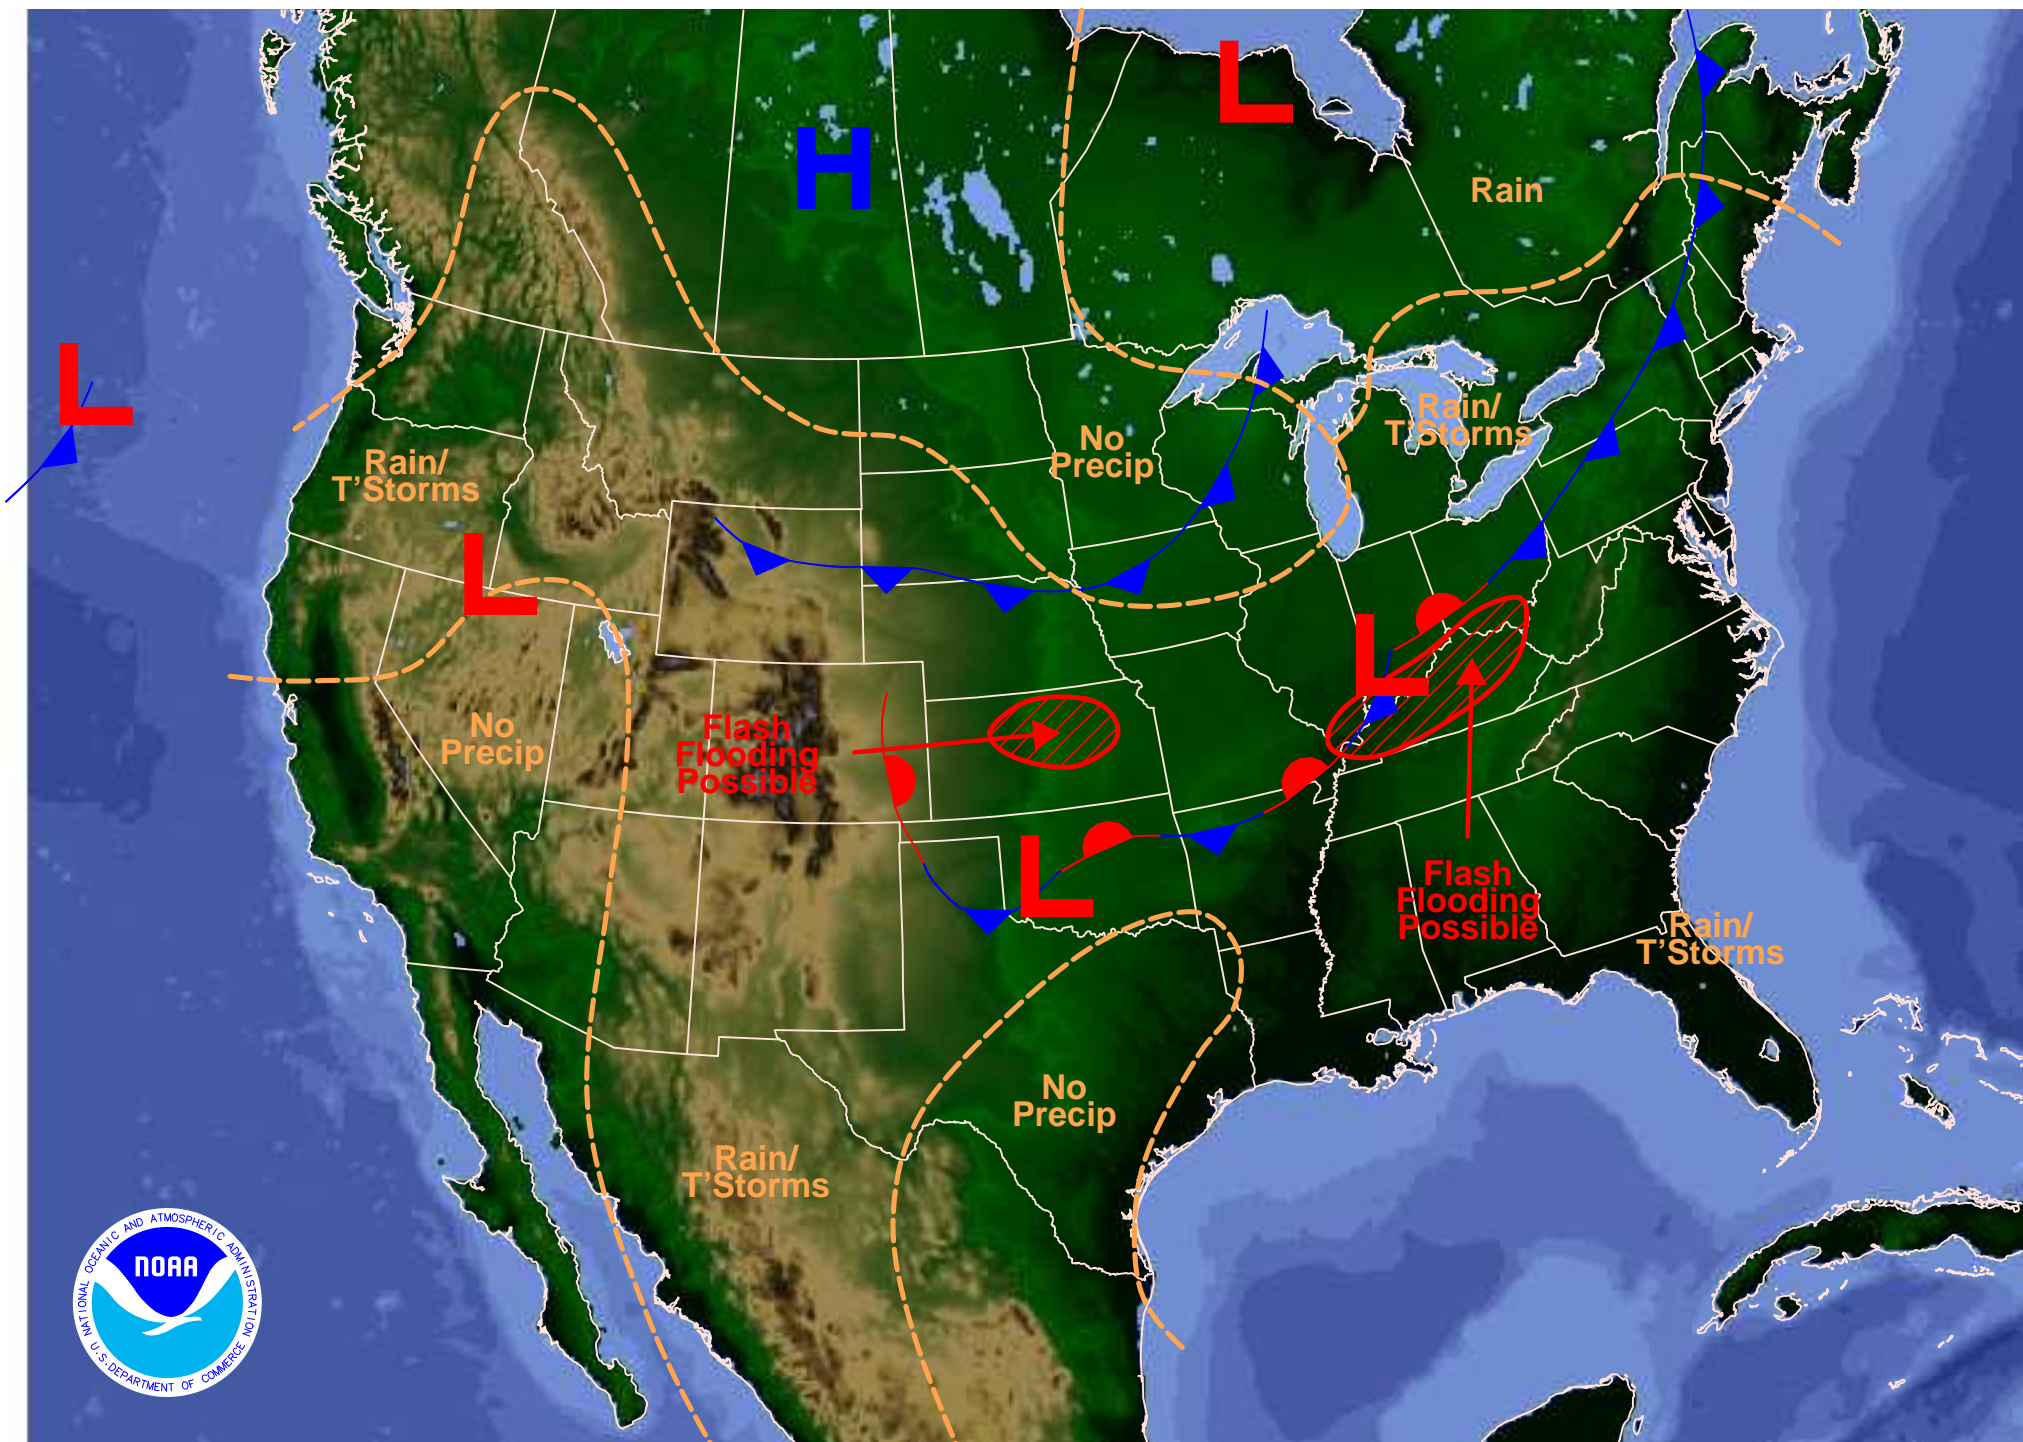 L
H
Rain
L
Rain/
T'Storms
No
Precip
Rain/
T'Storms
L
No
Precip
Flash
Flooding
Possible
L
L
Flash
Flooding
Possible
Rain/
T'Storms
No
Precip
Rain/
T'Storms
NATIONAL OCEANIC AND ATMOSPHERIC ADMINISTRATION
NOAA
U.S. DEPARTMENT OF COMMERCE